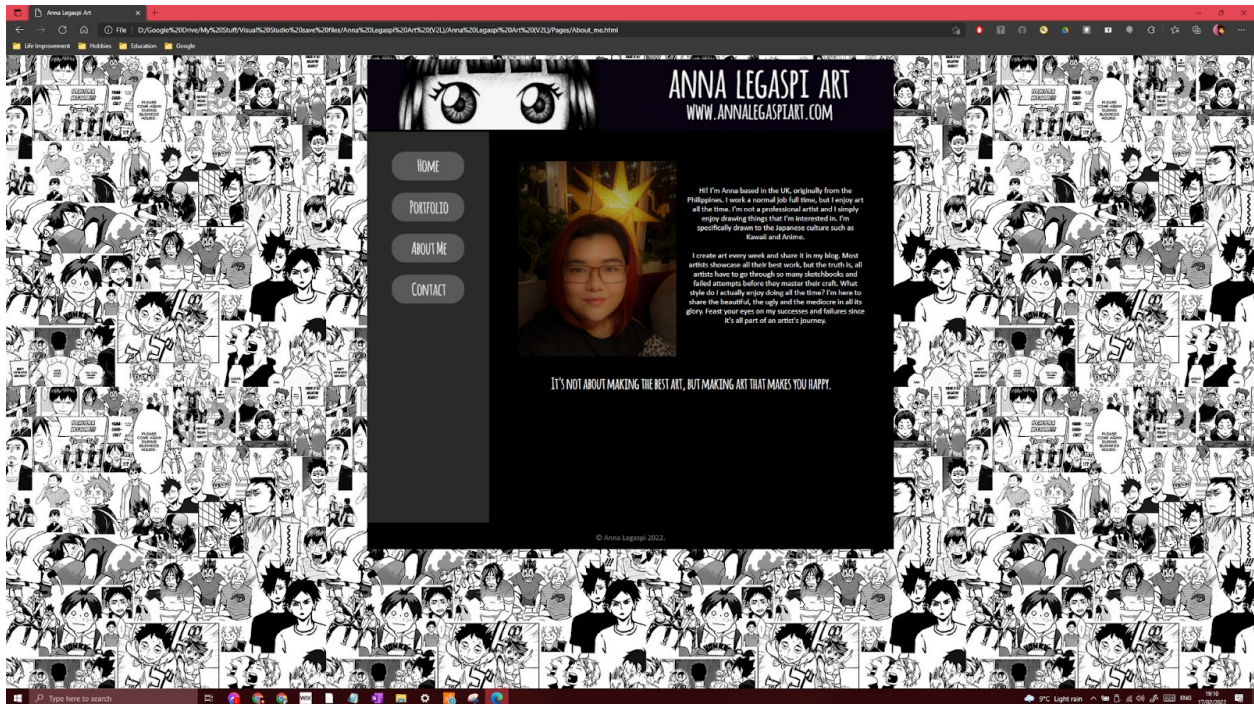 Anna Legaspi Art
File
D:/Google%20Drive/My%20Stuff/Visual%20Studio%20save%20files/Anna%20Legaspi%20Art%20(V2L)/Anna%20Legaspi%20Art%20(V2L)/Pages/About_me.html
Life Improvement Hobbies Education Google
ANNA LEGASPI ART
WWW.ANNALEGASPIART.COM
Home
Portfolio
About Me
Contact
Hi! I'm Anna based in the UK, originally from the
Philippines. I work a normal job full time, but I enjoy art
all the time. I'm not a professional artist and I simply
enjoy drawing things that I'm interested in. I'm
specifically drawn to the Japanese culture such as
Kawaii and Anime.
I create art every week and share it in my blog. Most
artists showcase all their best work, but the truth is, all
artists have to go through so many sketchbooks and
failed attempts before they master their craft. What
style do I actually enjoy doing all the time? I'm here to
share the beautiful, the ugly and the mediocre in all its
glory. Feast your eyes on my successes and failures since
it's all part of an artist's journey.
It's not about making the best art, but making art that makes you happy.
© Anna Legaspi 2022.
PLEASE
COME AGAIN
DURING
BUSINESS
HOURS
Type here to search
WIX
9°C Light rain
ENG
19:10
17/02/2022